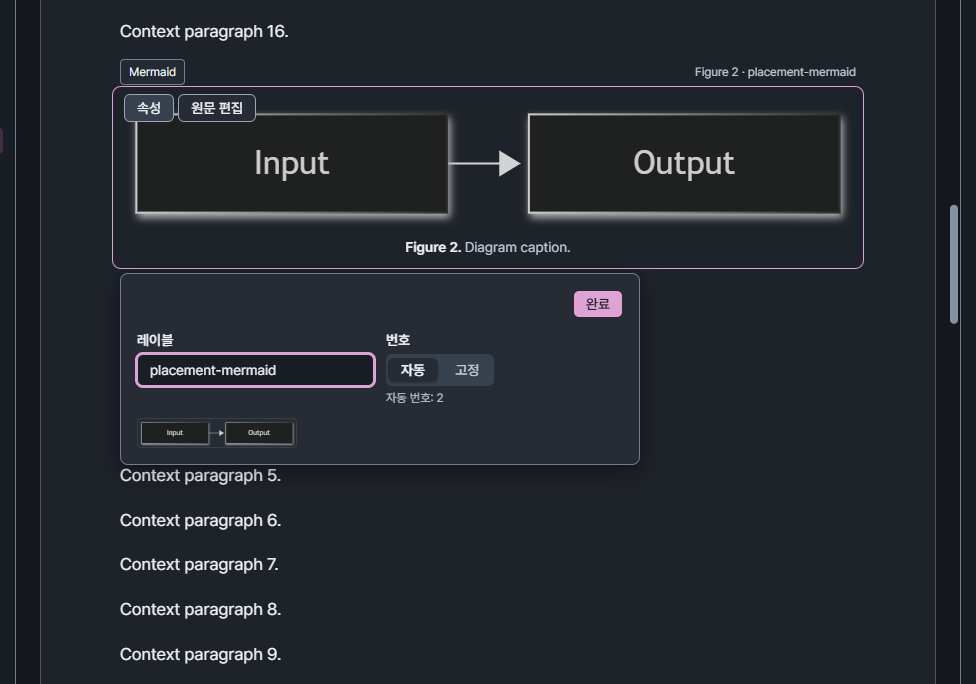 Context paragraph 16.
Mermaid
Figure 2 · placement-mermaid
속성 원문 편집
Input Output
Figure 2. Diagram caption.
완료
레이블 번호
placement-mermaid 자동 고정
자동 번호: 2
Input Output
Context paragraph 5.
Context paragraph 6.
Context paragraph 7.
Context paragraph 8.
Context paragraph 9.